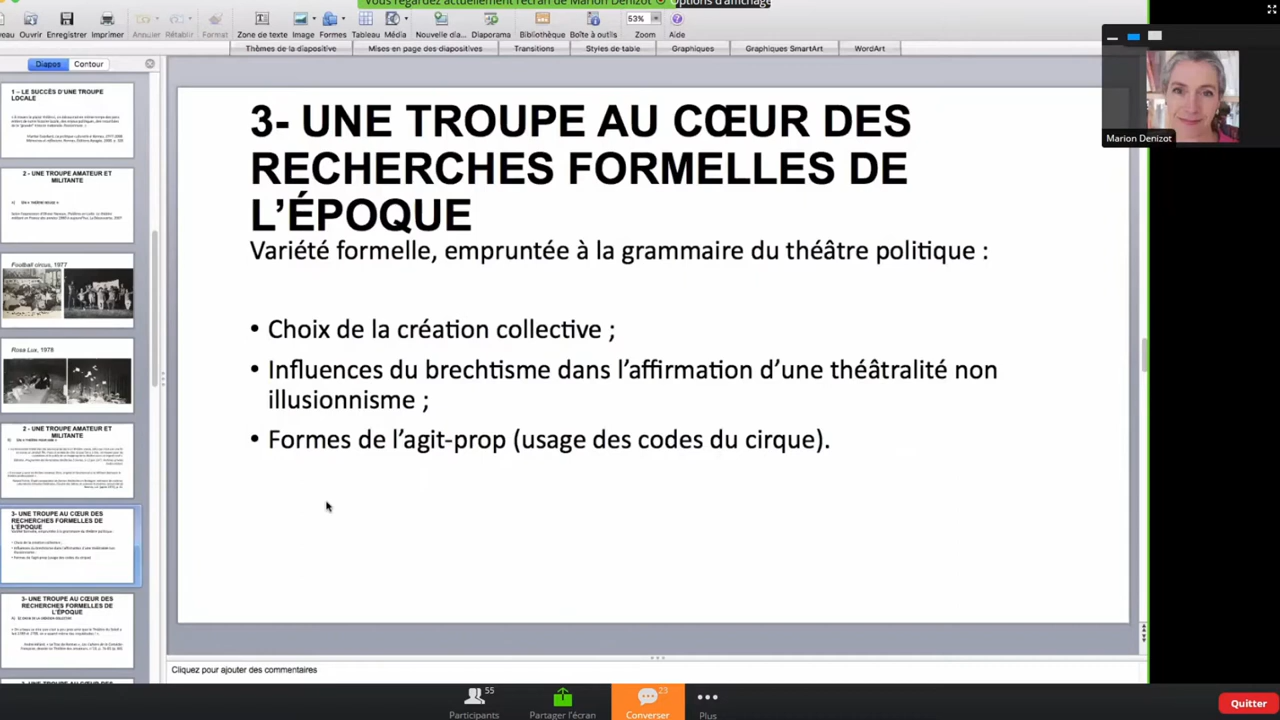 Vous regardez actuellement l'écran de Marion Denizot
Options d'affichage
Ouvrir Enregistrer Imprimer Annuler Rétablir Format Zone de texte Image Formes Tableau Média Nouvelle dia... Diaporama Bibliothèque Boîte à outils 53% Zoom Aide
Thèmes de la diapositive Mises en page des diapositives Transitions Styles de table Graphiques Graphiques SmartArt WordArt
Diapos Contour
1 – LE SUCCÈS D'UNE TROUPE
LOCALE
2 - UNE TROUPE AMATEUR ET
MILITANTE
Football circus, 1977
Rosa Lux, 1978
2 - UNE TROUPE AMATEUR ET
MILITANTE
3- UNE TROUPE AU CŒUR DES
RECHERCHES FORMELLES DE
L'ÉPOQUE
3- UNE TROUPE AU CŒUR DES
RECHERCHES FORMELLES DE
L'ÉPOQUE
3- UNE TROUPE AU CŒUR DES
RECHERCHES FORMELLES DE
L'ÉPOQUE
Variété formelle, empruntée à la grammaire du théâtre politique :
• Choix de la création collective ;
• Influences du brechtisme dans l'affirmation d'une théâtralité non
illusionnisme ;
• Formes de l'agit-prop (usage des codes du cirque).
Cliquez pour ajouter des commentaires
Marion Denizot
55
Participants
Partager l'écran
23
Converser
Plus
Quitter